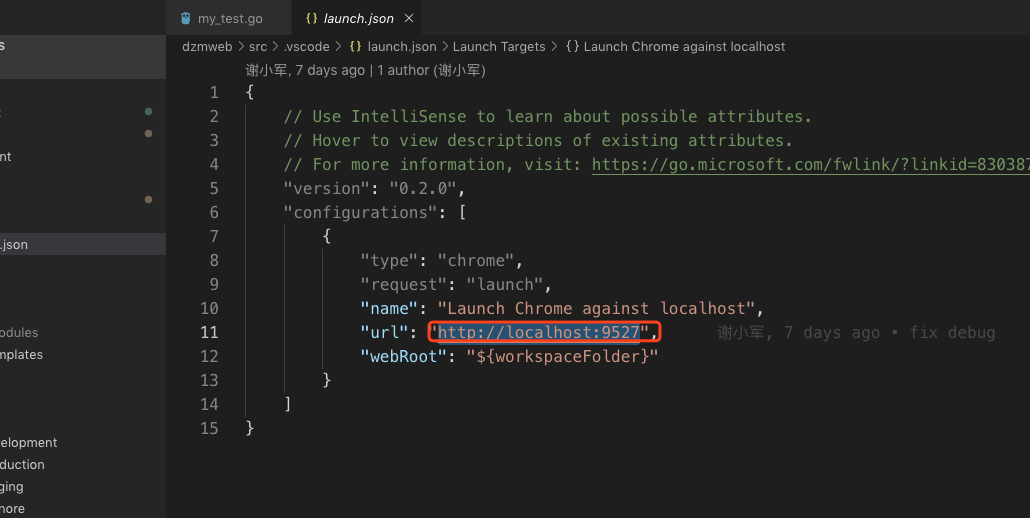 my_test.go
launch.json
dzmweb > src > .vscode > {} launch.json > Launch Targets > {} Launch Chrome against localhost
谢小军, 7 days ago | 1 author (谢小军)
1 {
2 // Use IntelliSense to learn about possible attributes.
3 // Hover to view descriptions of existing attributes.
4 // For more information, visit: https://go.microsoft.com/fwlink/?linkid=830387
5 "version": "0.2.0",
6 "configurations": [
7 {
8 "type": "chrome",
9 "request": "launch",
10 "name": "Launch Chrome against localhost",
11 "url": "http://localhost:9527", 谢小军, 7 days ago • fix debug
12 "webRoot": "${workspaceFolder}"
13 }
14 ]
15 }
s
nt
.json
odules
mplates
elopment
duction
ging
nore